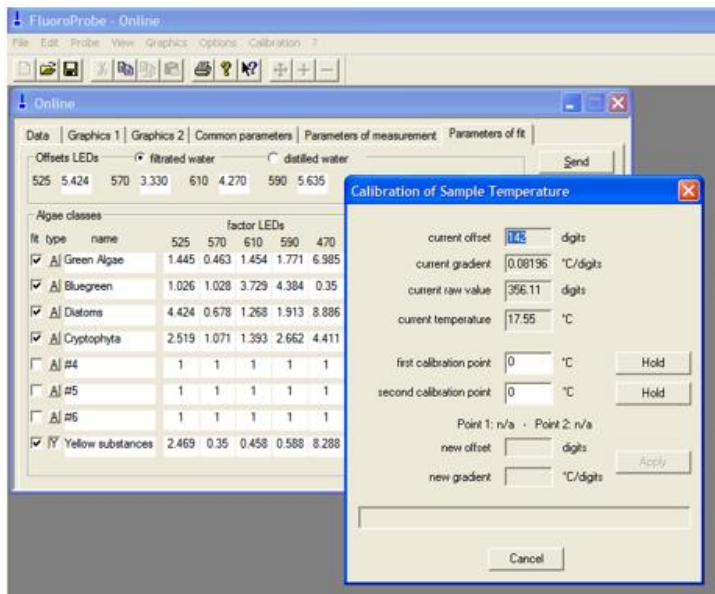 FluoroProbe - Online
File Edit Probe View Graphics Options Calibration ?
Online
Data Graphics 1 Graphics 2 Common parameters Parameters of measurement Parameters of fit
Offsets LEDs filtrated water distilled water Send
525 5.424 570 3.330 610 4.270 590 5.635
Algae classes
factor LEDs
fit type name 525 570 610 590 470
A Green Algae 1.445 0.463 1.454 1.771 6.985
A Bluegreen 1.026 1.028 3.729 4.384 0.35
A Diatoms 4.424 0.678 1.268 1.913 8.886
A Cryptophyta 2.519 1.071 1.393 2.662 4.411
A #4 1 1 1 1 1
A #5 1 1 1 1 1
A #6 1 1 1 1 1
Y Yellow substances 2.469 0.35 0.458 0.588 8.288
Calibration of Sample Temperature
current offset 142 digits
current gradient 0.08196 °C/digits
current raw value 356.11 digits
current temperature 17.55 °C
first calibration point 0 °C Hold
second calibration point 0 °C Hold
Point 1: n/a - Point 2: n/a
new offset digits
new gradient °C/digits
Apply
Cancel